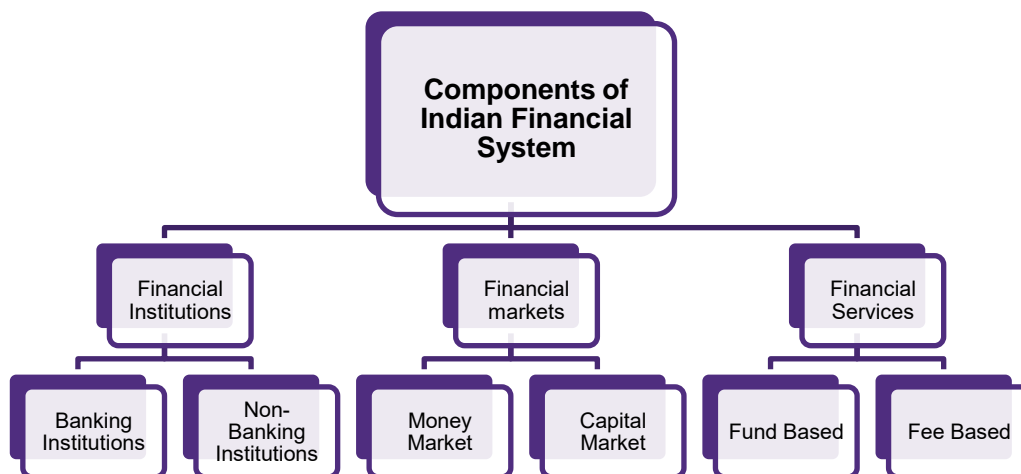 Components of
Indian Financial
System
Financial
Institutions
Financial
markets
Financial
Services
Banking
Institutions
Non-
Banking
Institutions
Money
Market
Capital
Market
Fund Based
Fee Based